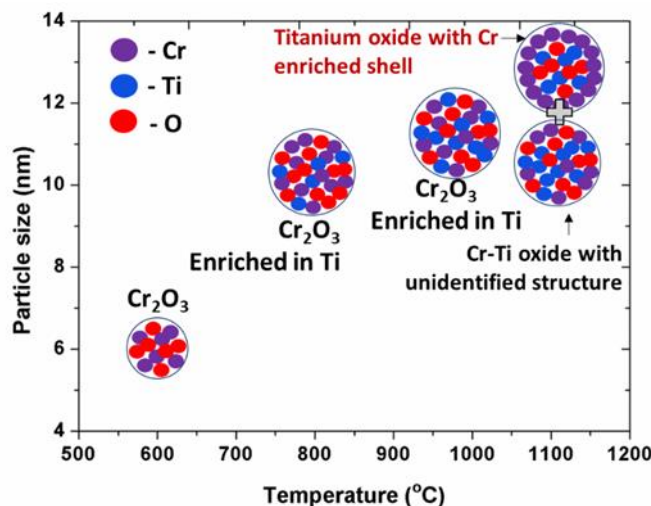 14
12
10
8
6
4
Particle size (nm)
- Cr
- Ti
- O
Titanium oxide with Cr
enriched shell
Cr₂O₃
Enriched in Ti
Cr₂O₃
Enriched in Ti
Cr-Ti oxide with
unidentified structure
Cr₂O₃
500 600 700 800 900 1000 1100 1200
Temperature (°C)